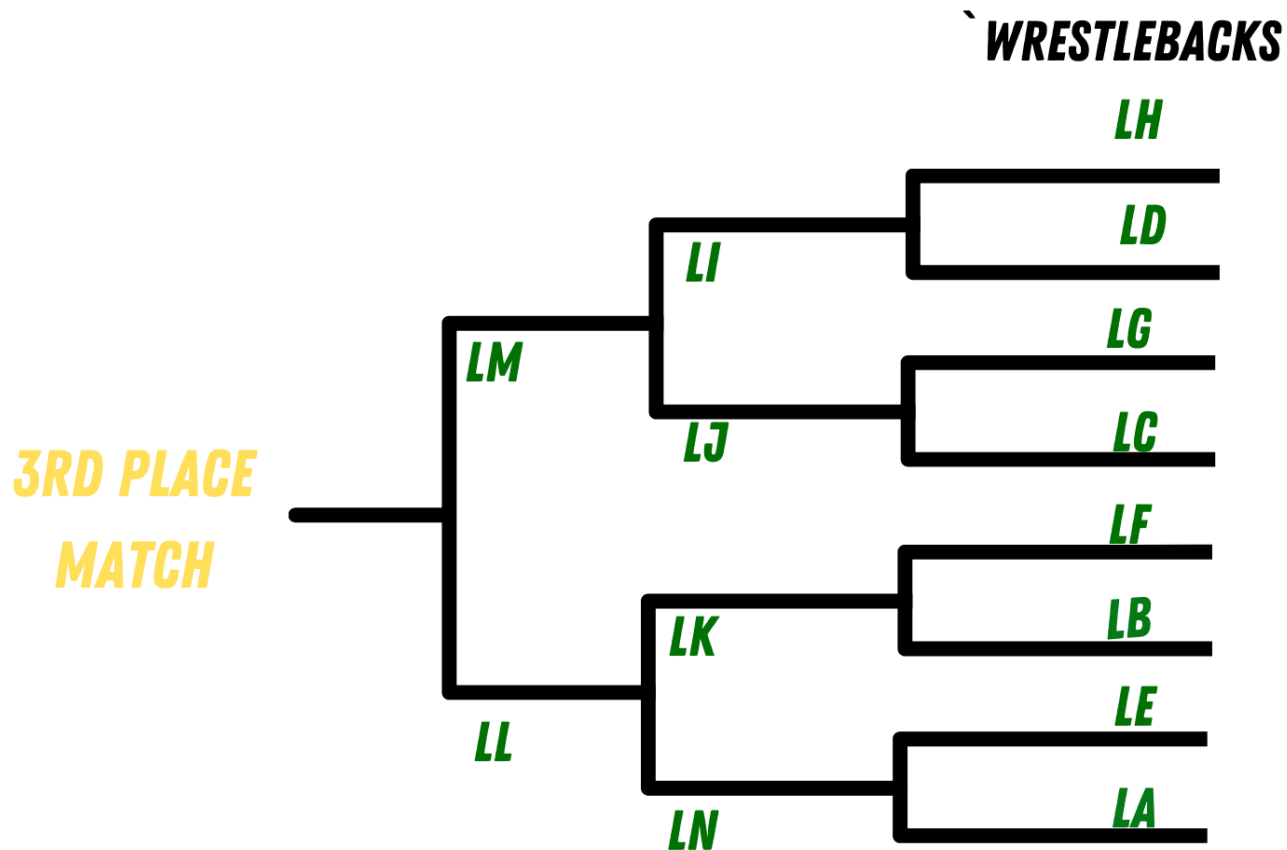 `WRESTLEBACKS
LH
LD
LI
LG
LM
LC
LJ
3RD PLACE
MATCH
LF
LB
LK
LE
LL
LA
LN